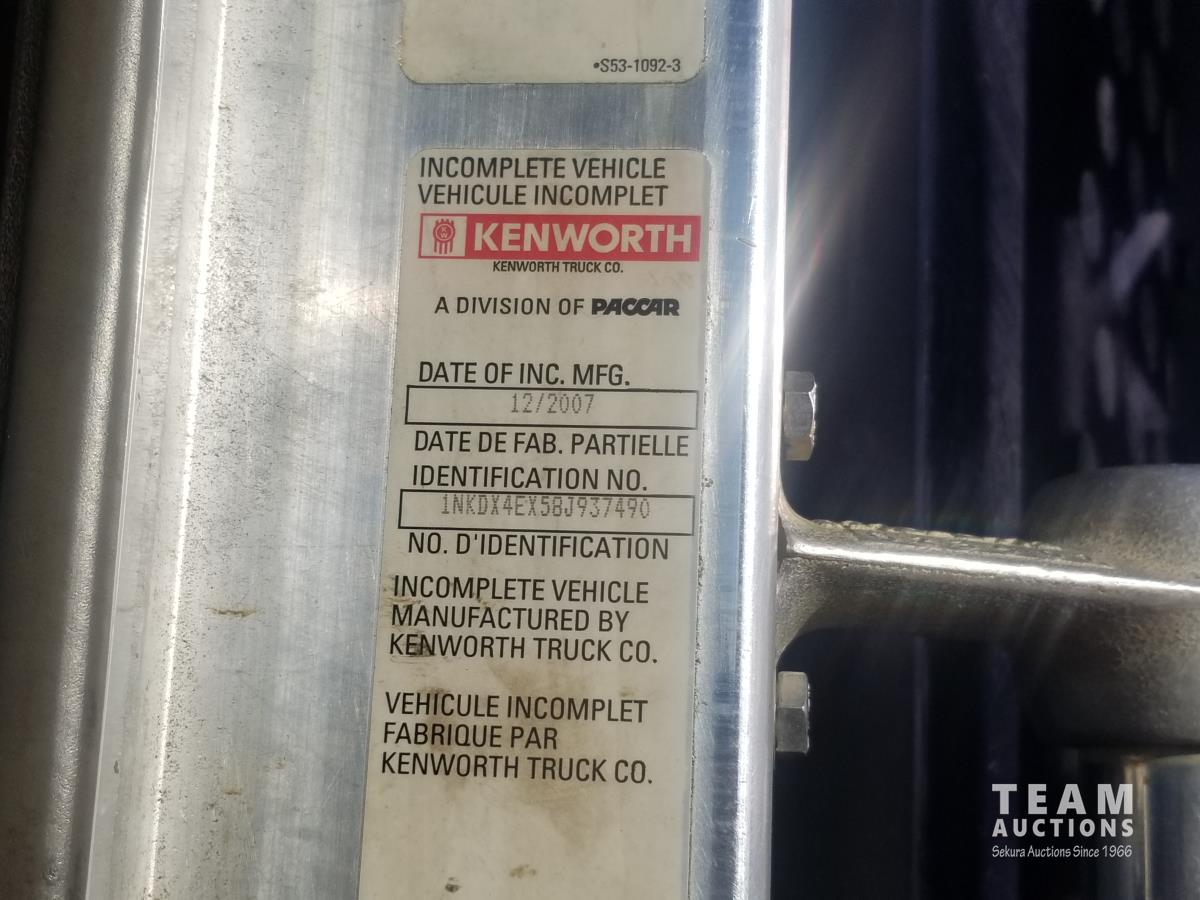 •S53-1092-3
INCOMPLETE VEHICLE
VEHICULE INCOMPLET
KW KENWORTH
KENWORTH TRUCK CO.
A DIVISION OF PACCAR
DATE OF INC. MFG.
12/2007
DATE DE FAB. PARTIELLE
IDENTIFICATION NO.
1NKDX4EX58J937490
NO. D'IDENTIFICATION
INCOMPLETE VEHICLE
MANUFACTURED BY
KENWORTH TRUCK CO.
VEHICULE INCOMPLET
FABRIQUE PAR
KENWORTH TRUCK CO.
TEAM
AUCTIONS
Sekura Auctions Since 1966